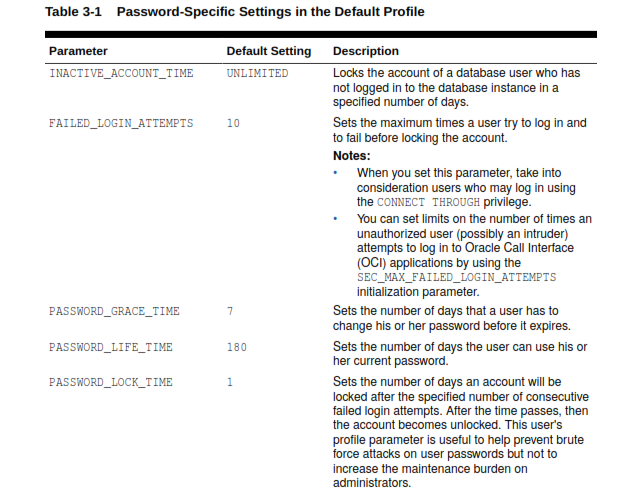 Table 3-1 Password-Specific Settings in the Default Profile
Parameter Default Setting Description
INACTIVE_ACCOUNT_TIME UNLIMITED Locks the account of a database user who has
not logged in to the database instance in a
specified number of days.
FAILED_LOGIN_ATTEMPTS 10 Sets the maximum times a user try to log in and
to fail before locking the account.
Notes:
• When you set this parameter, take into
consideration users who may log in using
the CONNECT THROUGH privilege.
• You can set limits on the number of times an
unauthorized user (possibly an intruder)
attempts to log in to Oracle Call Interface
(OCI) applications by using the
SEC_MAX_FAILED_LOGIN_ATTEMPTS
initialization parameter.
PASSWORD_GRACE_TIME 7 Sets the number of days that a user has to
change his or her password before it expires.
PASSWORD_LIFE_TIME 180 Sets the number of days the user can use his or
her current password.
PASSWORD_LOCK_TIME 1 Sets the number of days an account will be
locked after the specified number of consecutive
failed login attempts. After the time passes, then
the account becomes unlocked. This user's
profile parameter is useful to help prevent brute
force attacks on user passwords but not to
increase the maintenance burden on
administrators.